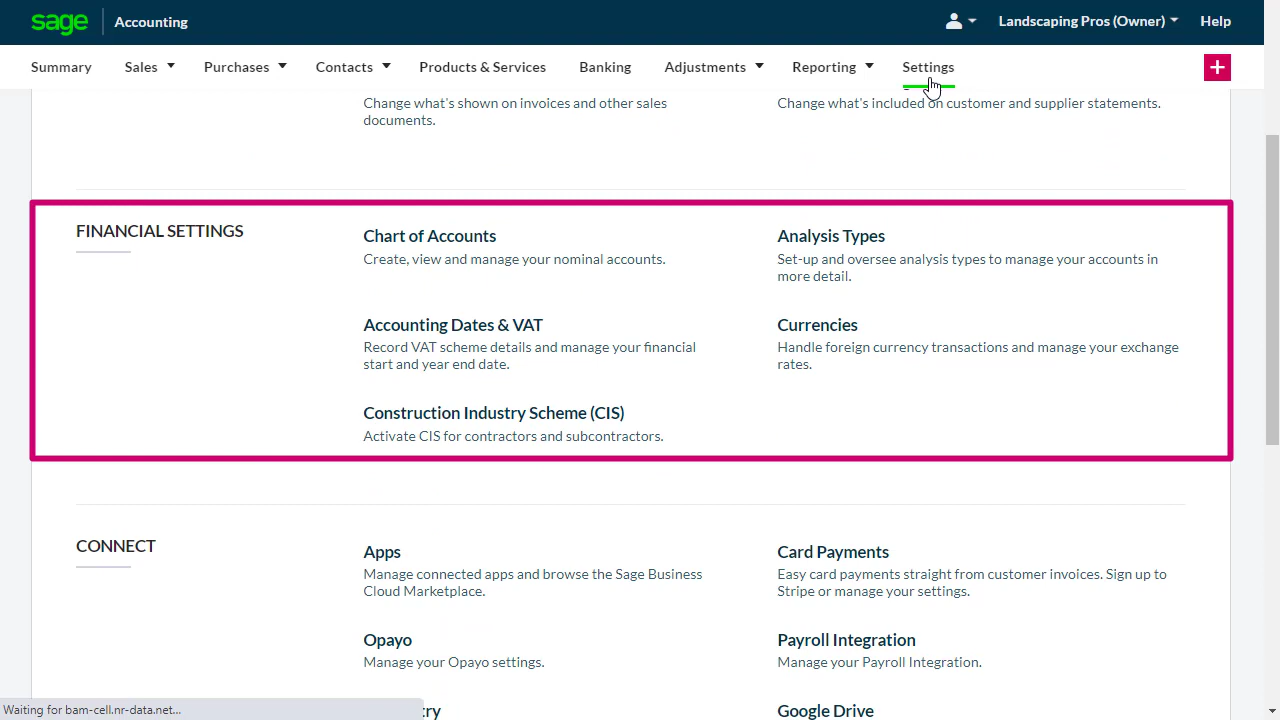 sage
Accounting
Landscaping Pros (Owner)
Help
Summary
Sales
Purchases
Contacts
Products & Services
Banking
Adjustments
Reporting
Settings
+
Change what's shown on invoices and other sales
documents.
Change what's included on customer and supplier statements.
FINANCIAL SETTINGS
Chart of Accounts
Create, view and manage your nominal accounts.
Analysis Types
Set-up and oversee analysis types to manage your accounts in
more detail.
Accounting Dates & VAT
Record VAT scheme details and manage your financial
start and year end date.
Currencies
Handle foreign currency transactions and manage your exchange
rates.
Construction Industry Scheme (CIS)
Activate CIS for contractors and subcontractors.
CONNECT
Apps
Manage connected apps and browse the Sage Business
Cloud Marketplace.
Card Payments
Easy card payments straight from customer invoices. Sign up to
Stripe or manage your settings.
Opayo
Manage your Opayo settings.
Payroll Integration
Manage your Payroll Integration.
ry
Google Drive
Waiting for bam-cell.nr-data.net...